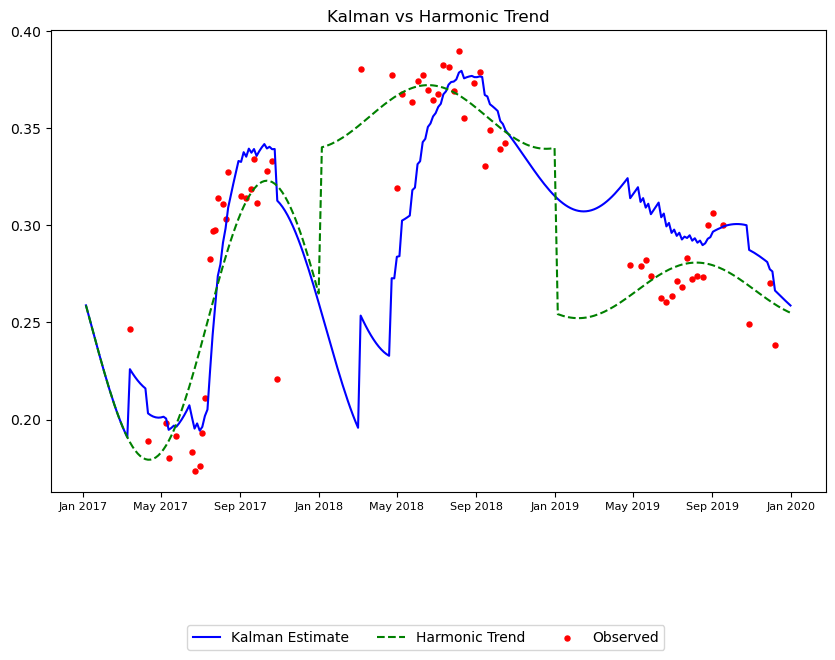 Kalman vs Harmonic Trend
0.40
0.35
0.30
0.25
0.20
Jan 2017 May 2017 Sep 2017 Jan 2018 May 2018 Sep 2018 Jan 2019 May 2019 Sep 2019 Jan 2020
Kalman Estimate Harmonic Trend Observed